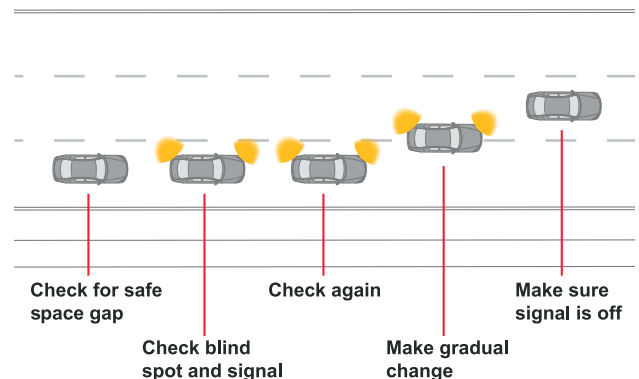 Check for safe
space gap
Check blind
spot and signal
Check again
Make gradual
change
Make sure
signal is off